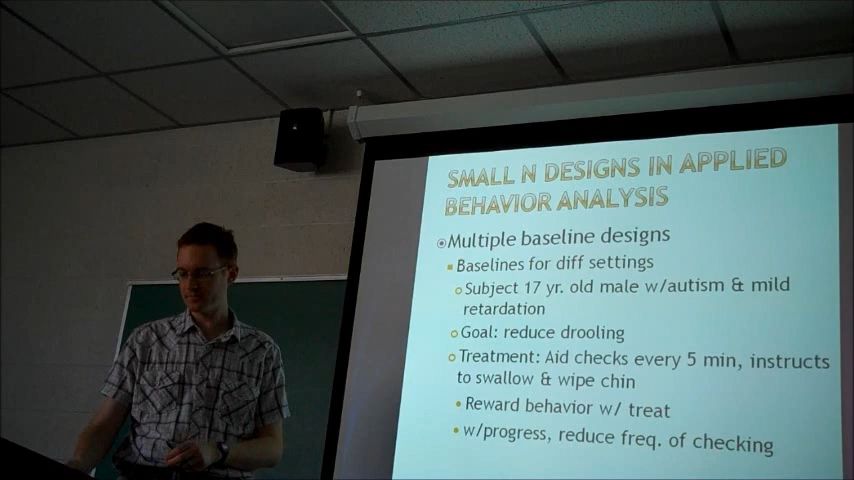 SMALL N DESIGNS IN APPLIED
BEHAVIOR ANALYSIS
Multiple baseline designs
Baselines for diff settings
Subject 17 yr. old male w/autism & mild
retardation
Goal: reduce drooling
Treatment: Aid checks every 5 min, instructs
to swallow & wipe chin
Reward behavior w/ treat
w/progress, reduce freq. of checking